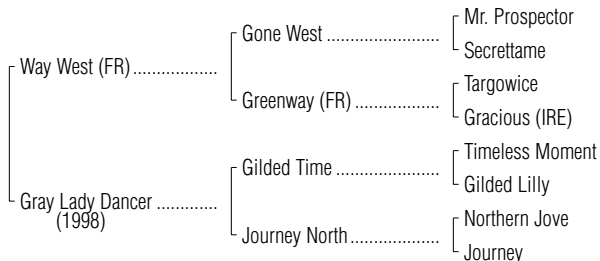 Mr. Prospector
Gone West ......................
Secrettame
Way West (FR)..................
Targowice
Greenway (FR) ....................
Gracious (IRE)
Timeless Moment
Gilded Time ....................
Gilded Lilly
Gray Lady Dancer .............
(1998)
Northern Jove
Journey North.................
Journey